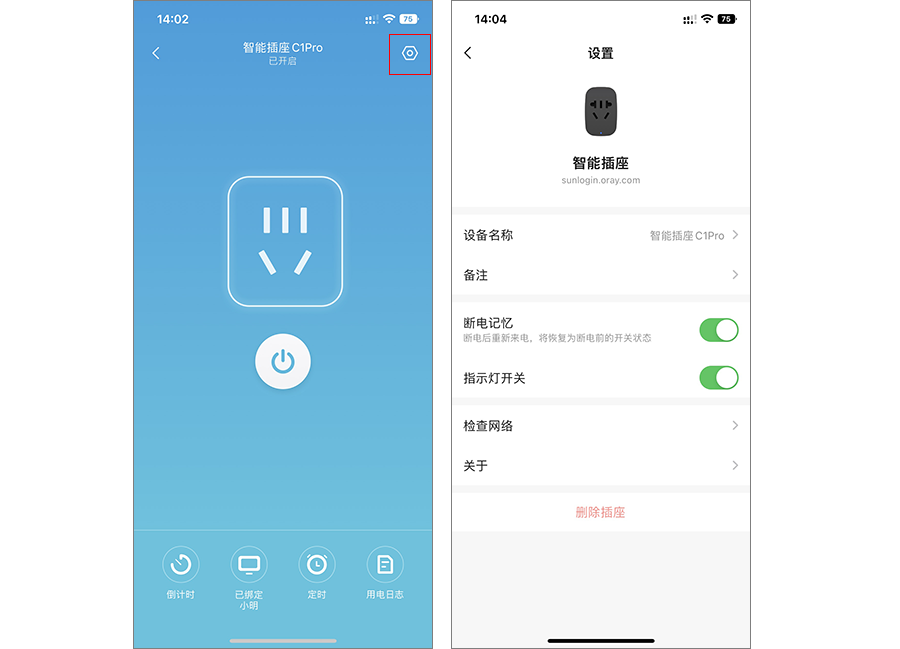 14:02
75
智能插座 C1Pro
已开启
倒计时
已绑定
小明
定时
用电日志
14:04
75
设置
智能插座
sunlogin.oray.com
设备名称
智能插座 C1Pro
备注
断电记忆
断电后重新来电，将恢复为断电前的开关状态
指示灯开关
检查网络
关于
删除插座